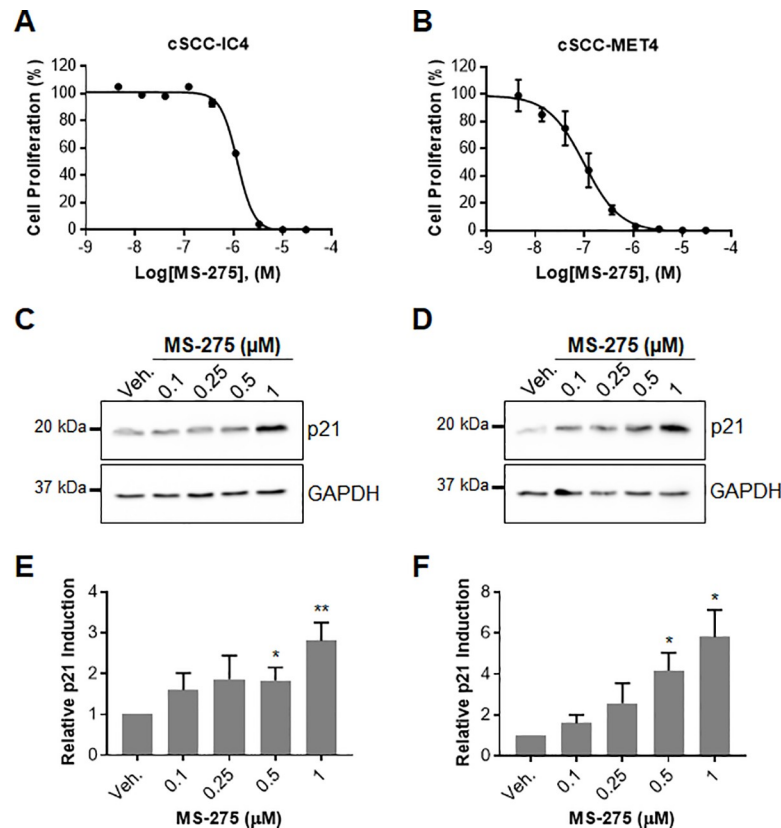 A
cSCC-IC4
Cell Proliferation (%)
120
100
80
60
40
20
0
-9 -8 -7 -6 -5 -4
Log[MS-275], (M)
B
cSCC-MET4
Cell Proliferation (%)
120
100
80
60
40
20
0
-9 -8 -7 -6 -5 -4
Log[MS-275], (M)
C
MS-275 (μM)
Veh. 0.1 0.25 0.5 1
20 kDa p21
37 kDa GAPDH
D
MS-275 (μM)
Veh. 0.1 0.25 0.5 1
20 kDa p21
37 kDa GAPDH
E
Relative p21 Induction
4
3
2
1
0
* **
Veh. 0.1 0.25 0.5 1
MS-275 (μM)
F
Relative p21 Induction
8
6
4
2
0
* *
Veh. 0.1 0.25 0.5 1
MS-275 (μM)